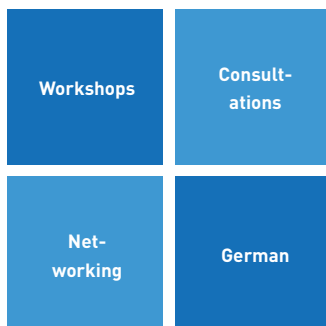 Workshops
Consult-
ations
Net-
working
German